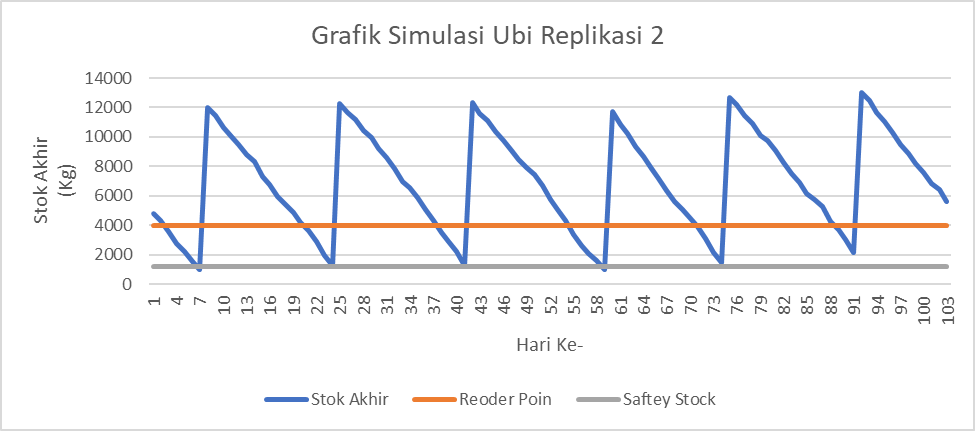 Grafik Simulasi Ubi Replikasi 2
Stok Akhir
(Kg)
14000
12000
10000
8000
6000
4000
2000
0
1 4 7 10 13 16 19 22 25 28 31 34 37 40 43 46 49 52 55 58 61 64 67 70 73 76 79 82 85 88 91 94 97 100 103
Hari Ke-
Stok Akhir Reoder Poin Saftey Stock